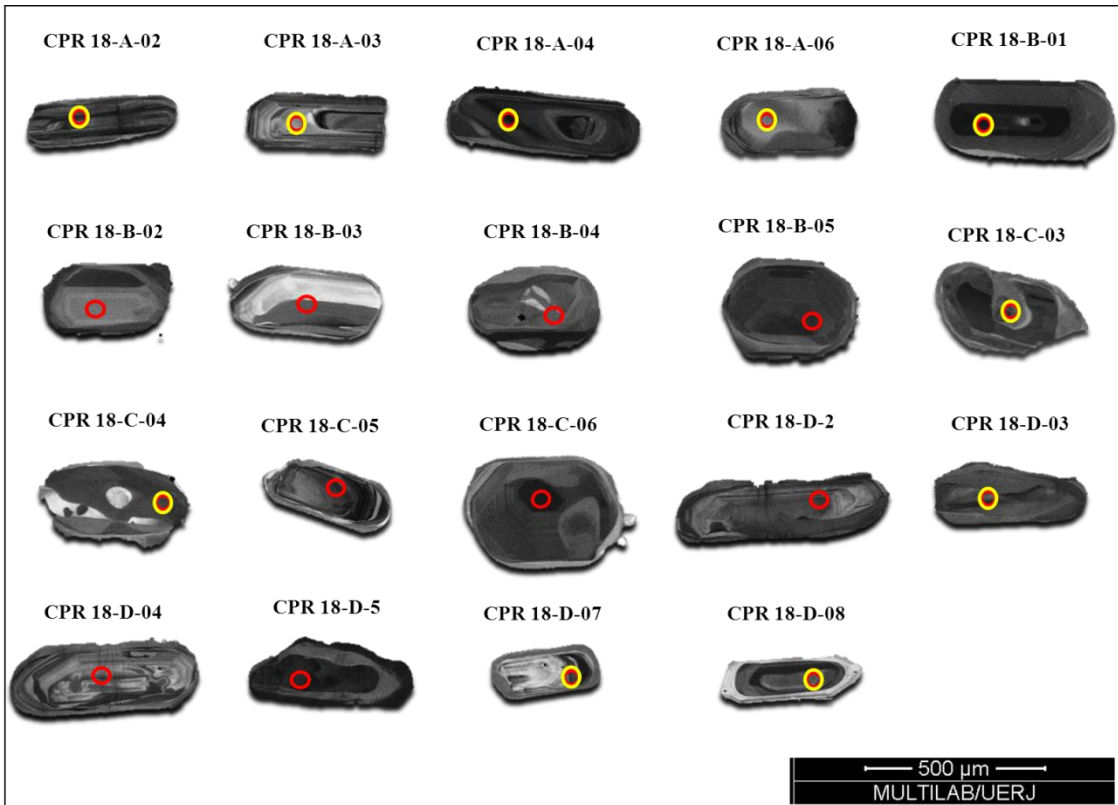 CPR 18-A-02 CPR 18-A-03 CPR 18-A-04 CPR 18-A-06 CPR 18-B-01
CPR 18-B-02 CPR 18-B-03 CPR 18-B-04 CPR 18-B-05 CPR 18-C-03
CPR 18-C-04 CPR 18-C-05 CPR 18-C-06 CPR 18-D-2 CPR 18-D-03
CPR 18-D-04 CPR 18-D-5 CPR 18-D-07 CPR 18-D-08
500 µm
MULTILAB/UERJ